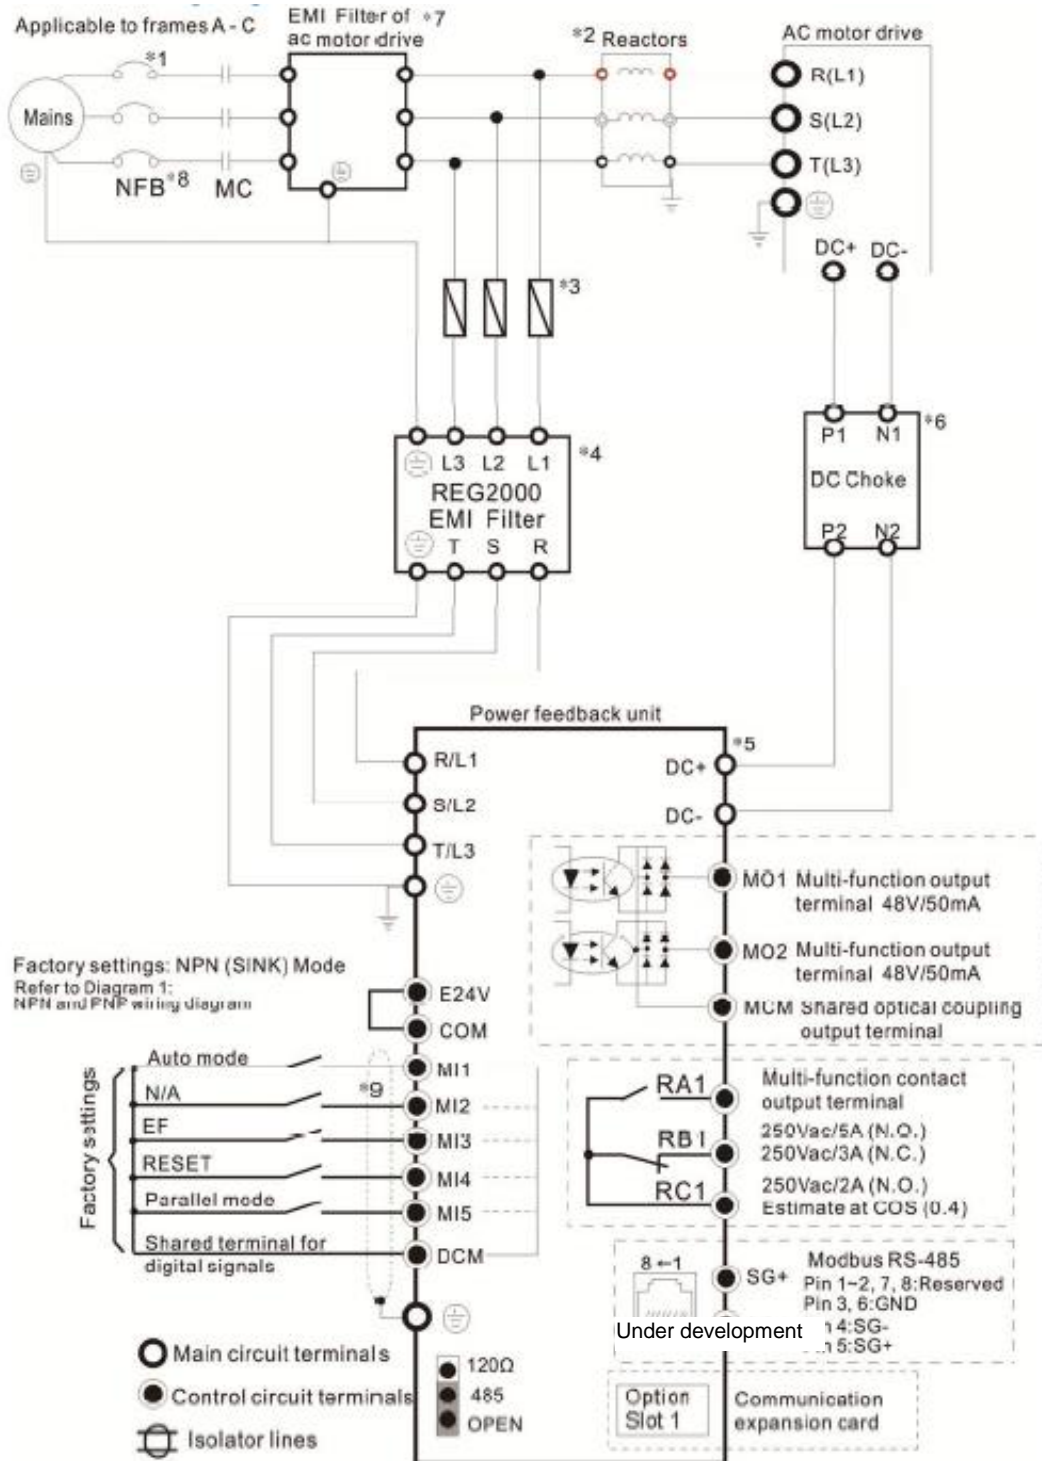 Applicable to frames A - C
EMI Filter of *7
ac motor drive
*2 Reactors
AC motor drive
*1
R(L1)
Mains
S(L2)
T(L3)
NFB*8
MC
DC+ DC-
*3
P1 N1 *6
*4
L3 L2 L1
DC Choke
REG2000
EMI Filter
P2 N2
T S R
Power feedback unit
*5
R/L1
DC+
S/L2
DC-
T/L3
MO1 Multi-function output
terminal 48V/50mA
MO2 Multi-function output
terminal 48V/50mA
MCM Shared optical coupling
output terminal
Factory settings: NPN (SINK) Mode
Refer to Diagram 1:
NPN and PNP wiring diagram
E24V
COM
Factory settings
Auto mode
MI1
*9
N/A
MI2
EF
MI3
RESET
MI4
Parallel mode
MI5
Shared terminal for
digital signals
DCM
RA1
Multi-function contact
output terminal
250Vac/5A (N.O.)
RB1
250Vac/3A (N.C.)
RC1
250Vac/2A (N.O.)
Estimate at COS (0.4)
8←1
SG+
Modbus RS-485
Pin 1~2, 7, 8:Reserved
Pin 3, 6:GND
Under development
n 4:SG-
n 5:SG+
Main circuit terminals
Control circuit terminals
Isolator lines
120Ω
485
OPEN
Option
Slot 1
Communication
expansion card